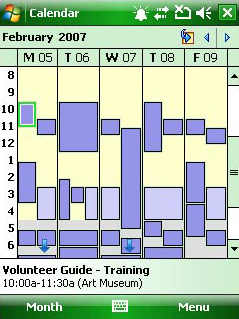 Calendar
February 2007
M 05 T 06 W 07 T 08 F 09
8
9
10
11
12
1
2
3
4
5
6
Volunteer Guide - Training
10:00a-11:30a (Art Museum)
Month Menu